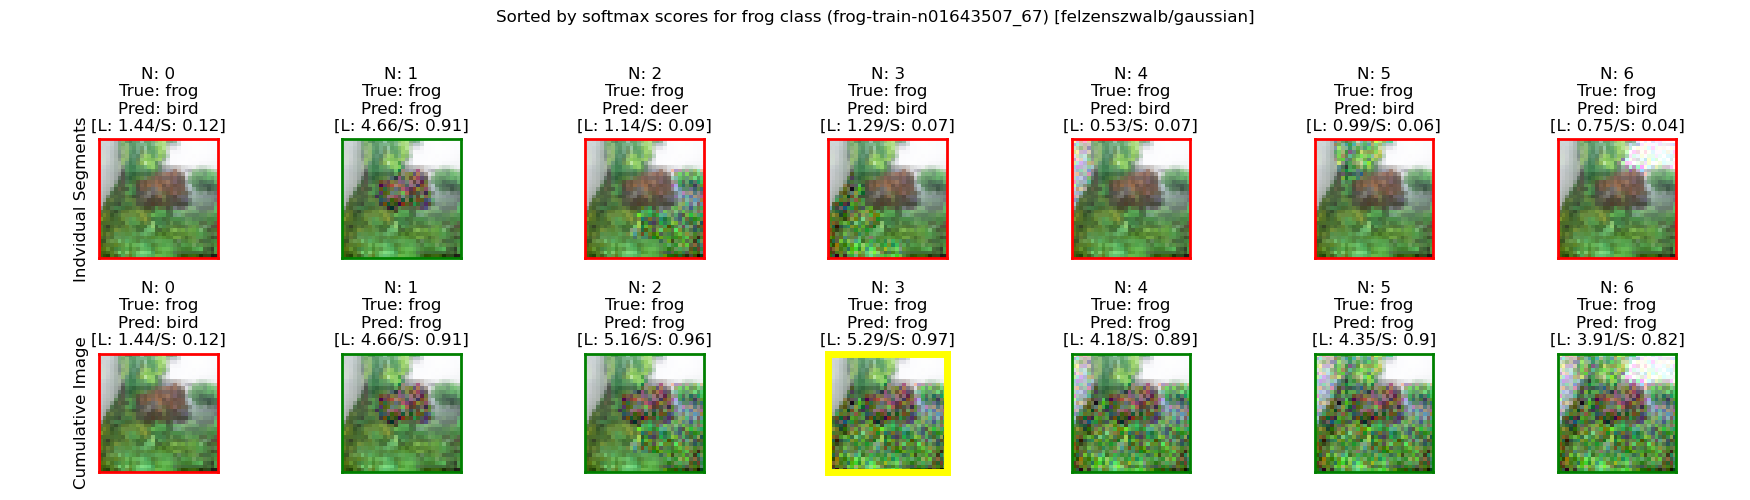 Sorted by softmax scores for frog class (frog-train-n01643507_67) [felzenszwalb/gaussian]
Indvidual Segments
N: 0
True: frog
Pred: bird
[L: 1.44/S: 0.12]
N: 1
True: frog
Pred: frog
[L: 4.66/S: 0.91]
N: 2
True: frog
Pred: deer
[L: 1.14/S: 0.09]
N: 3
True: frog
Pred: bird
[L: 1.29/S: 0.07]
N: 4
True: frog
Pred: bird
[L: 0.53/S: 0.07]
N: 5
True: frog
Pred: bird
[L: 0.99/S: 0.06]
N: 6
True: frog
Pred: bird
[L: 0.75/S: 0.04]
Cumulative Image
N: 0
True: frog
Pred: bird
[L: 1.44/S: 0.12]
N: 1
True: frog
Pred: frog
[L: 4.66/S: 0.91]
N: 2
True: frog
Pred: frog
[L: 5.16/S: 0.96]
N: 3
True: frog
Pred: frog
[L: 5.29/S: 0.97]
N: 4
True: frog
Pred: frog
[L: 4.18/S: 0.89]
N: 5
True: frog
Pred: frog
[L: 4.35/S: 0.9]
N: 6
True: frog
Pred: frog
[L: 3.91/S: 0.82]